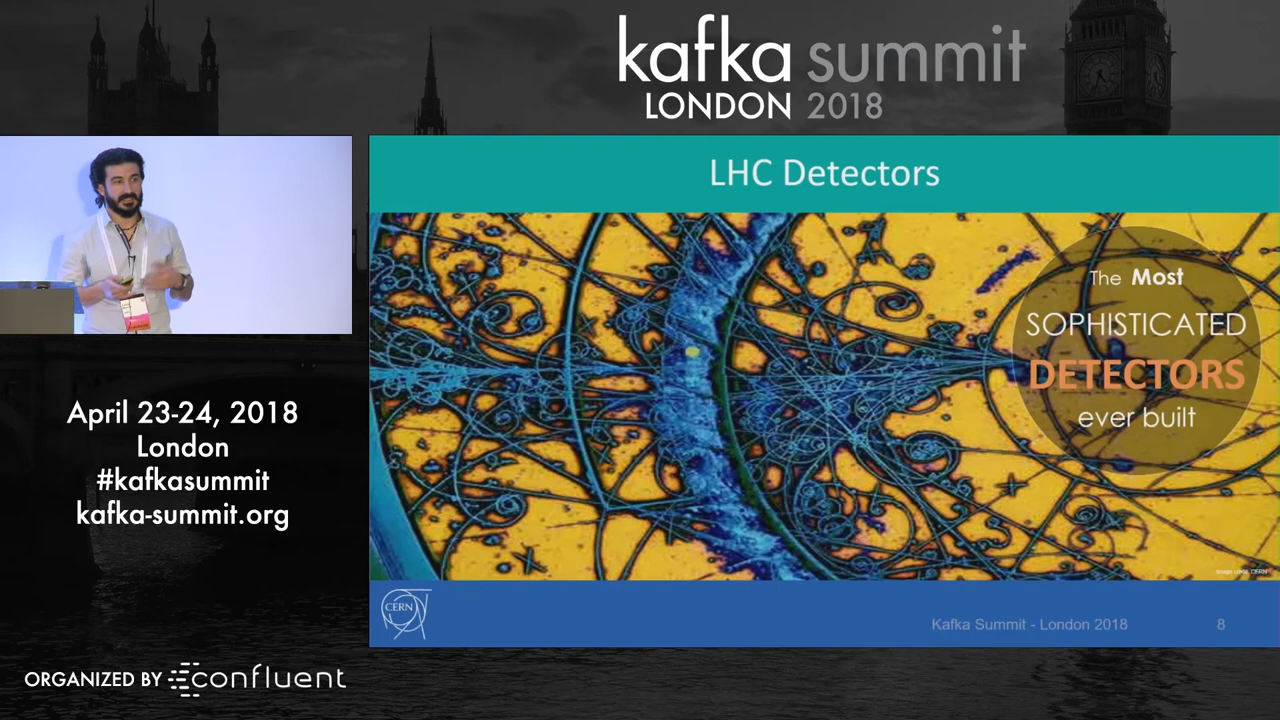 kafka summit
LONDON 2018
LHC Detectors
The Most
SOPHISTICATED
DETECTORS
ever built
April 23-24, 2018
London
#kafkasummit
kafka-summit.org
CERN
Kafka Summit - London 2018
8
ORGANIZED BY confluent